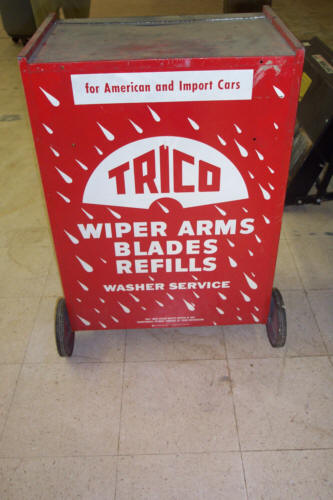 for American and Import Cars
TRICO
WIPER ARMS
BLADES
REFILLS
WASHER SERVICE